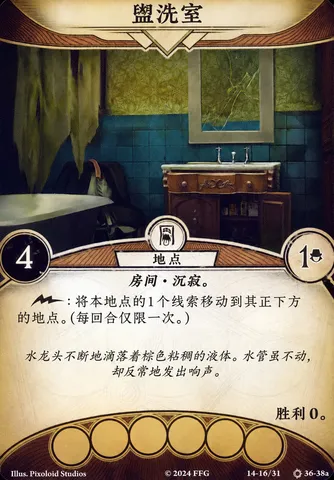 盥洗室
4
地点
1
房间·沉寂。
：将本地点的1个线索移动到其正下方
的地点。(每回合仅限一次。)
水龙头不断地滴落着棕色粘稠的液体。水管虽不动，
却反常地发出响声。
胜利 0。
Illus. Pixoloid Studios
© 2024 FFG
14-16/31
36-38a